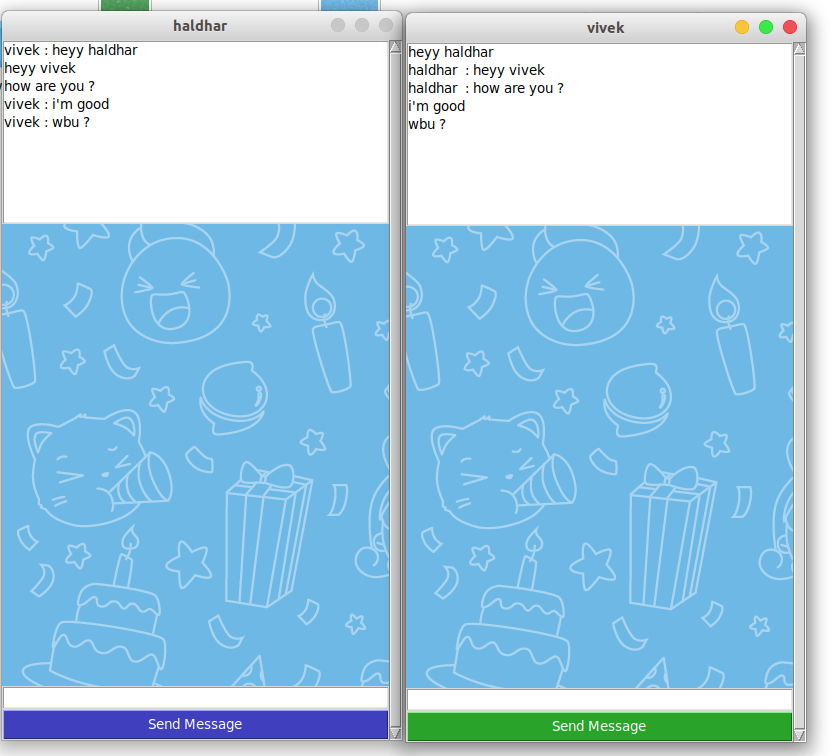 haldhar
vivek : heyy haldhar
heyy vivek
how are you ?
vivek : i'm good
vivek : wbu ?
Send Message
vivek
heyy haldhar
haldhar  : heyy vivek
haldhar  : how are you ?
i'm good
wbu ?
Send Message